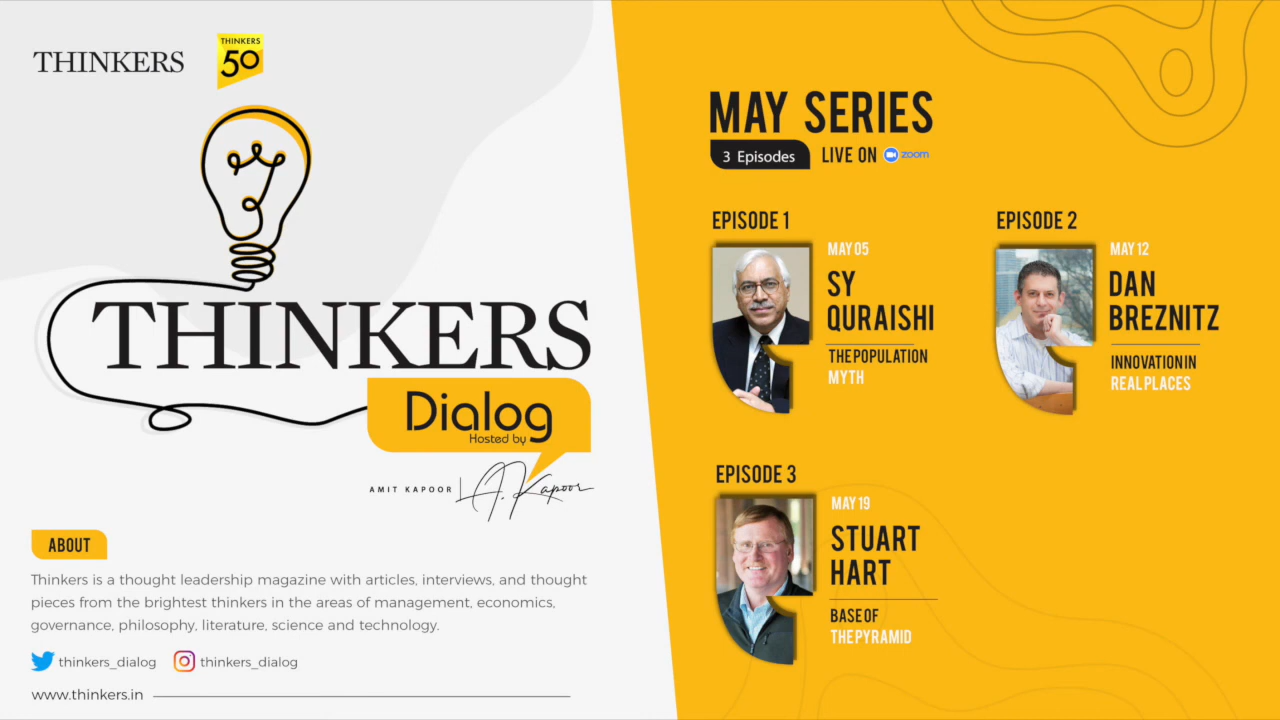 THINKERS
THINKERS
50
THINKERS
Dialog
Hosted by
AMIT KAPOOR
A. Kapoor
ABOUT
Thinkers is a thought leadership magazine with articles, interviews, and thought
pieces from the brightest thinkers in the areas of management, economics,
governance, philosophy, literature, science and technology.
thinkers_dialog
thinkers_dialog
www.thinkers.in
MAY SERIES
3 Episodes
LIVE ON zoom
EPISODE 1
MAY 05
SY
QURAISHI
THE POPULATION
MYTH
EPISODE 2
MAY 12
DAN
BREZNITZ
INNOVATION IN
REAL PLACES
EPISODE 3
MAY 19
STUART
HART
BASE OF
THE PYRAMID